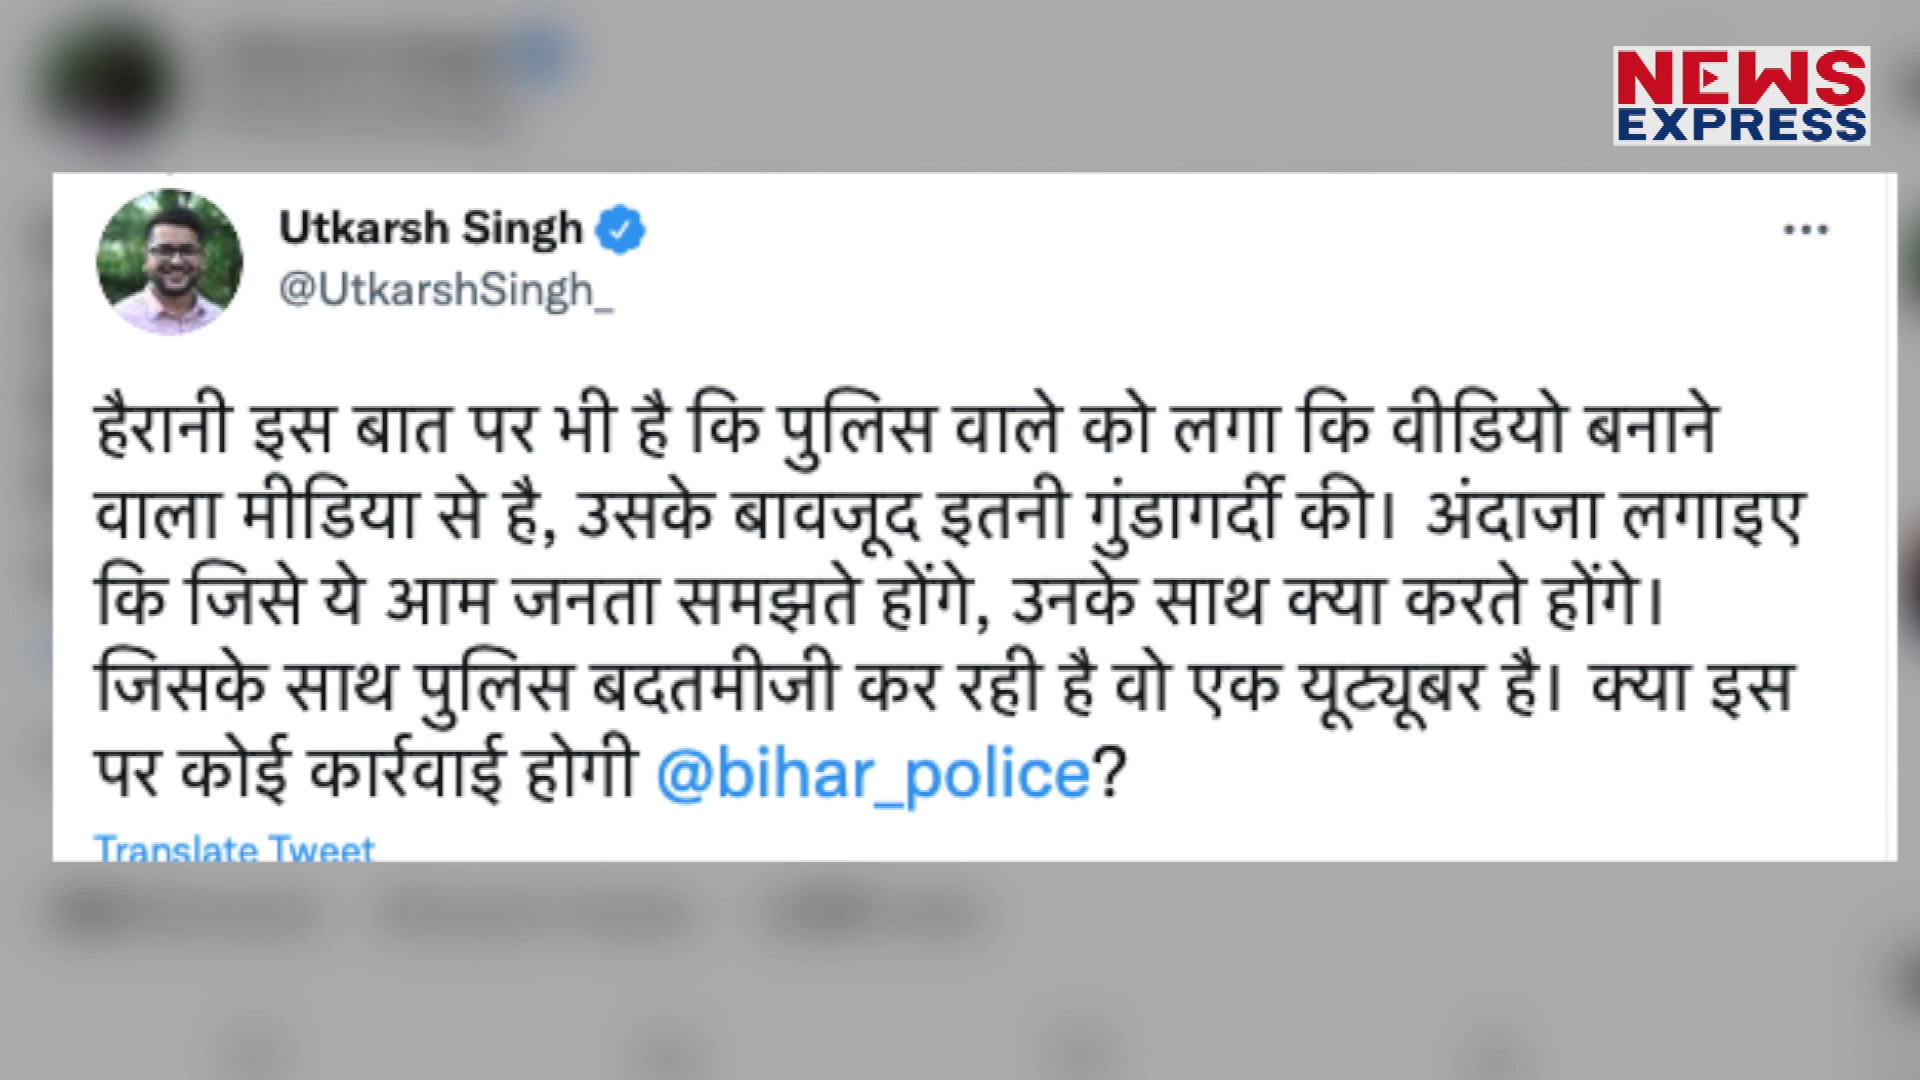 NEWS
EXPRESS
Utkarsh Singh
@UtkarshSingh_
हैरानी इस बात पर भी है कि पुलिस वाले को लगा कि वीडियो बनाने
वाला मीडिया से है, उसके बावजूद इतनी गुंडागर्दी की। अंदाजा लगाइए
कि जिसे ये आम जनता समझते होंगे, उनके साथ क्या करते होंगे।
जिसके साथ पुलिस बदतमीजी कर रही है वो एक यूट्यूबर है। क्या इस
पर कोई कार्रवाई होगी @bihar_police?
Translate Tweet